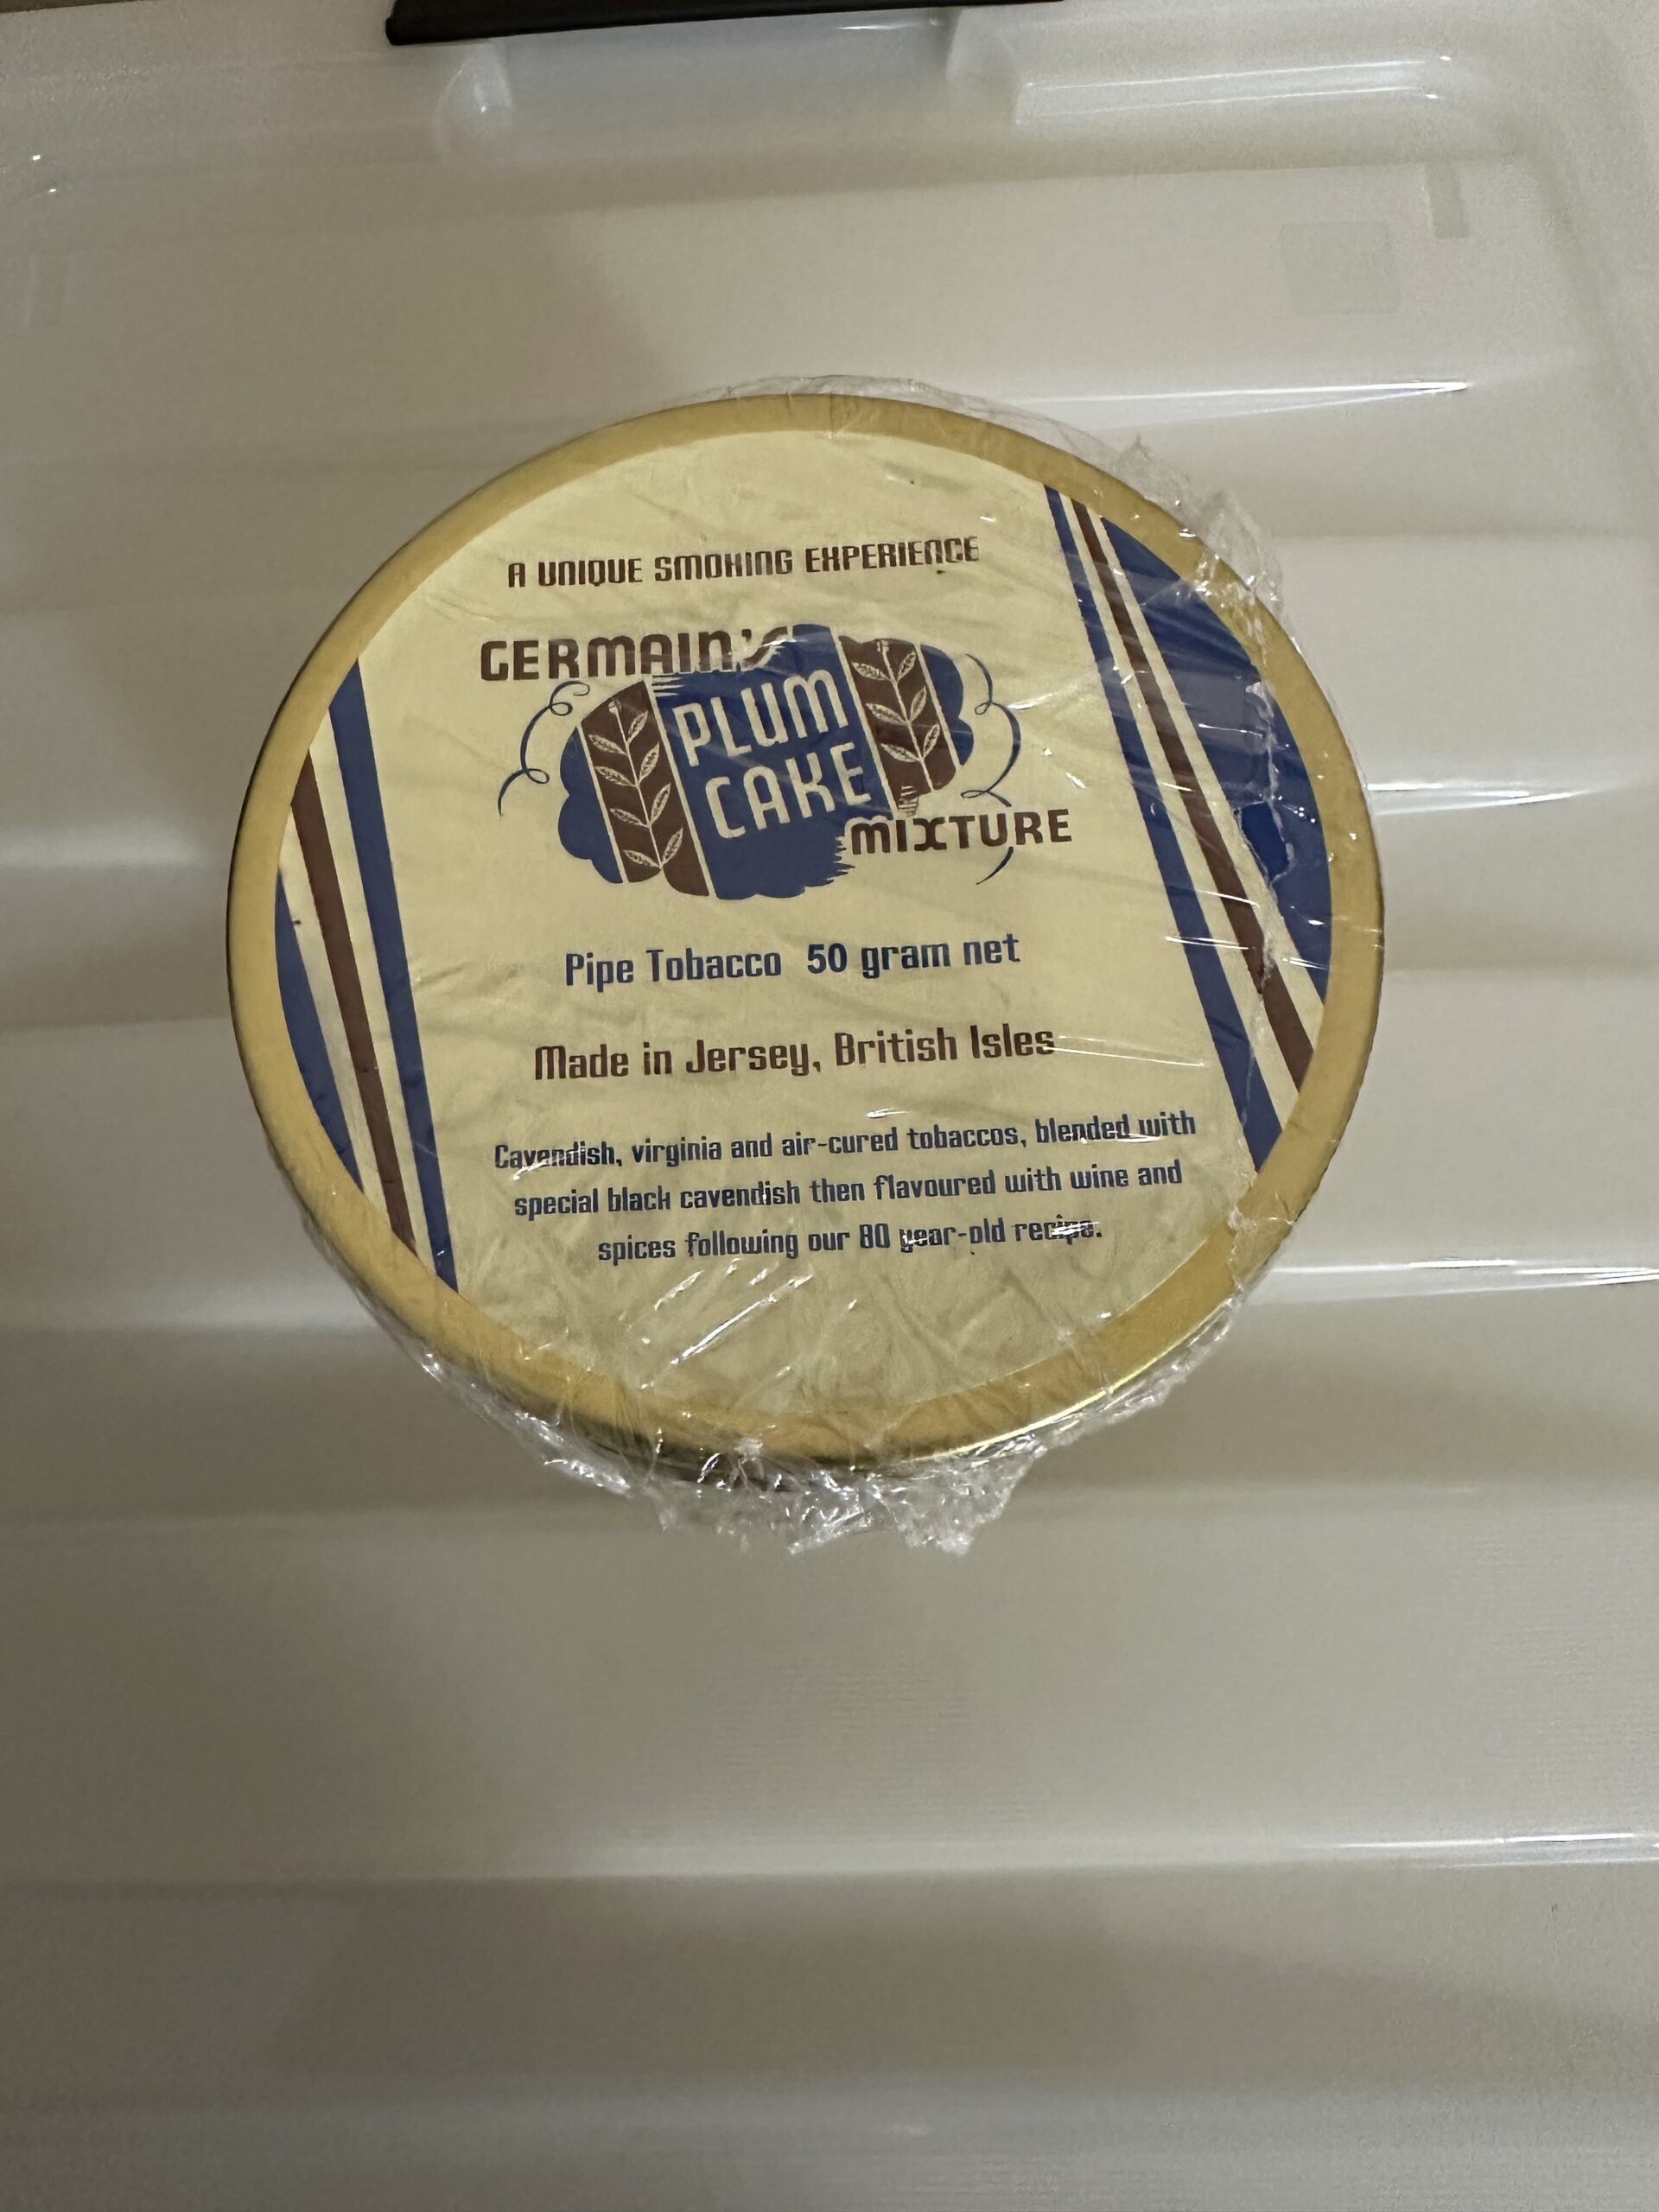 A UNIQUE SMOKING EXPERIENCE
GERMAIN'S
PLUM
CAKE
MIXTURE
Pipe Tobacco 50 gram net
Made in Jersey, British Isles
Cavendish, virginia and air-cured tobaccos, blended with
special black cavendish then flavoured with wine and
spices following our 80 year-old recipe.